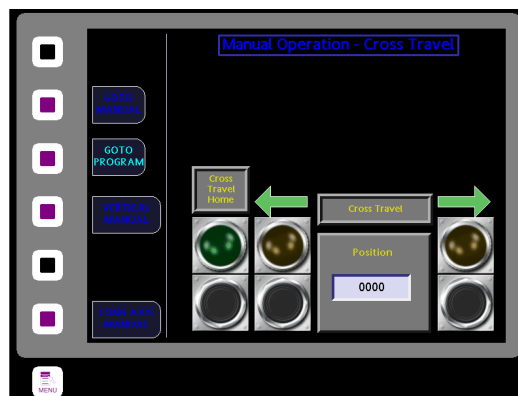 Manual Operation - Cross Travel
GOTO
MANUAL
GOTO
PROGRAM
VERTICAL
MANUAL
LONG AXIS
MANUAL
Cross
Travel
Home
Cross Travel
Position
0000
MENU